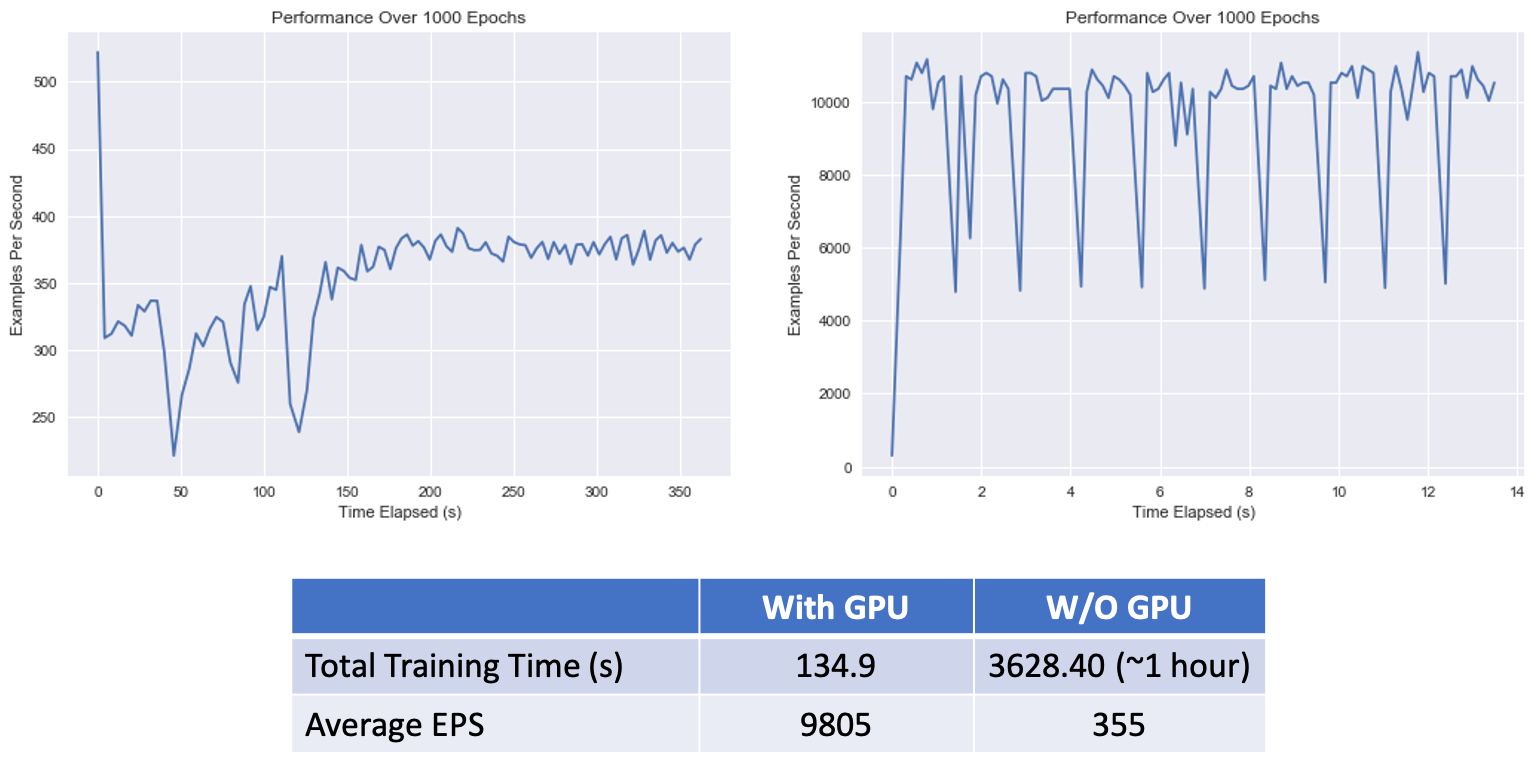 Performance Over 1000 Epochs
Examples Per Second
500
450
400
350
300
250
0 50 100 150 200 250 300 350
Time Elapsed (s)
Performance Over 1000 Epochs
Examples Per Second
10000
8000
6000
4000
2000
0
0 2 4 6 8 10 12 14
Time Elapsed (s)
With GPU W/O GPU
Total Training Time (s) 134.9 3628.40 (~1 hour)
Average EPS 9805 355